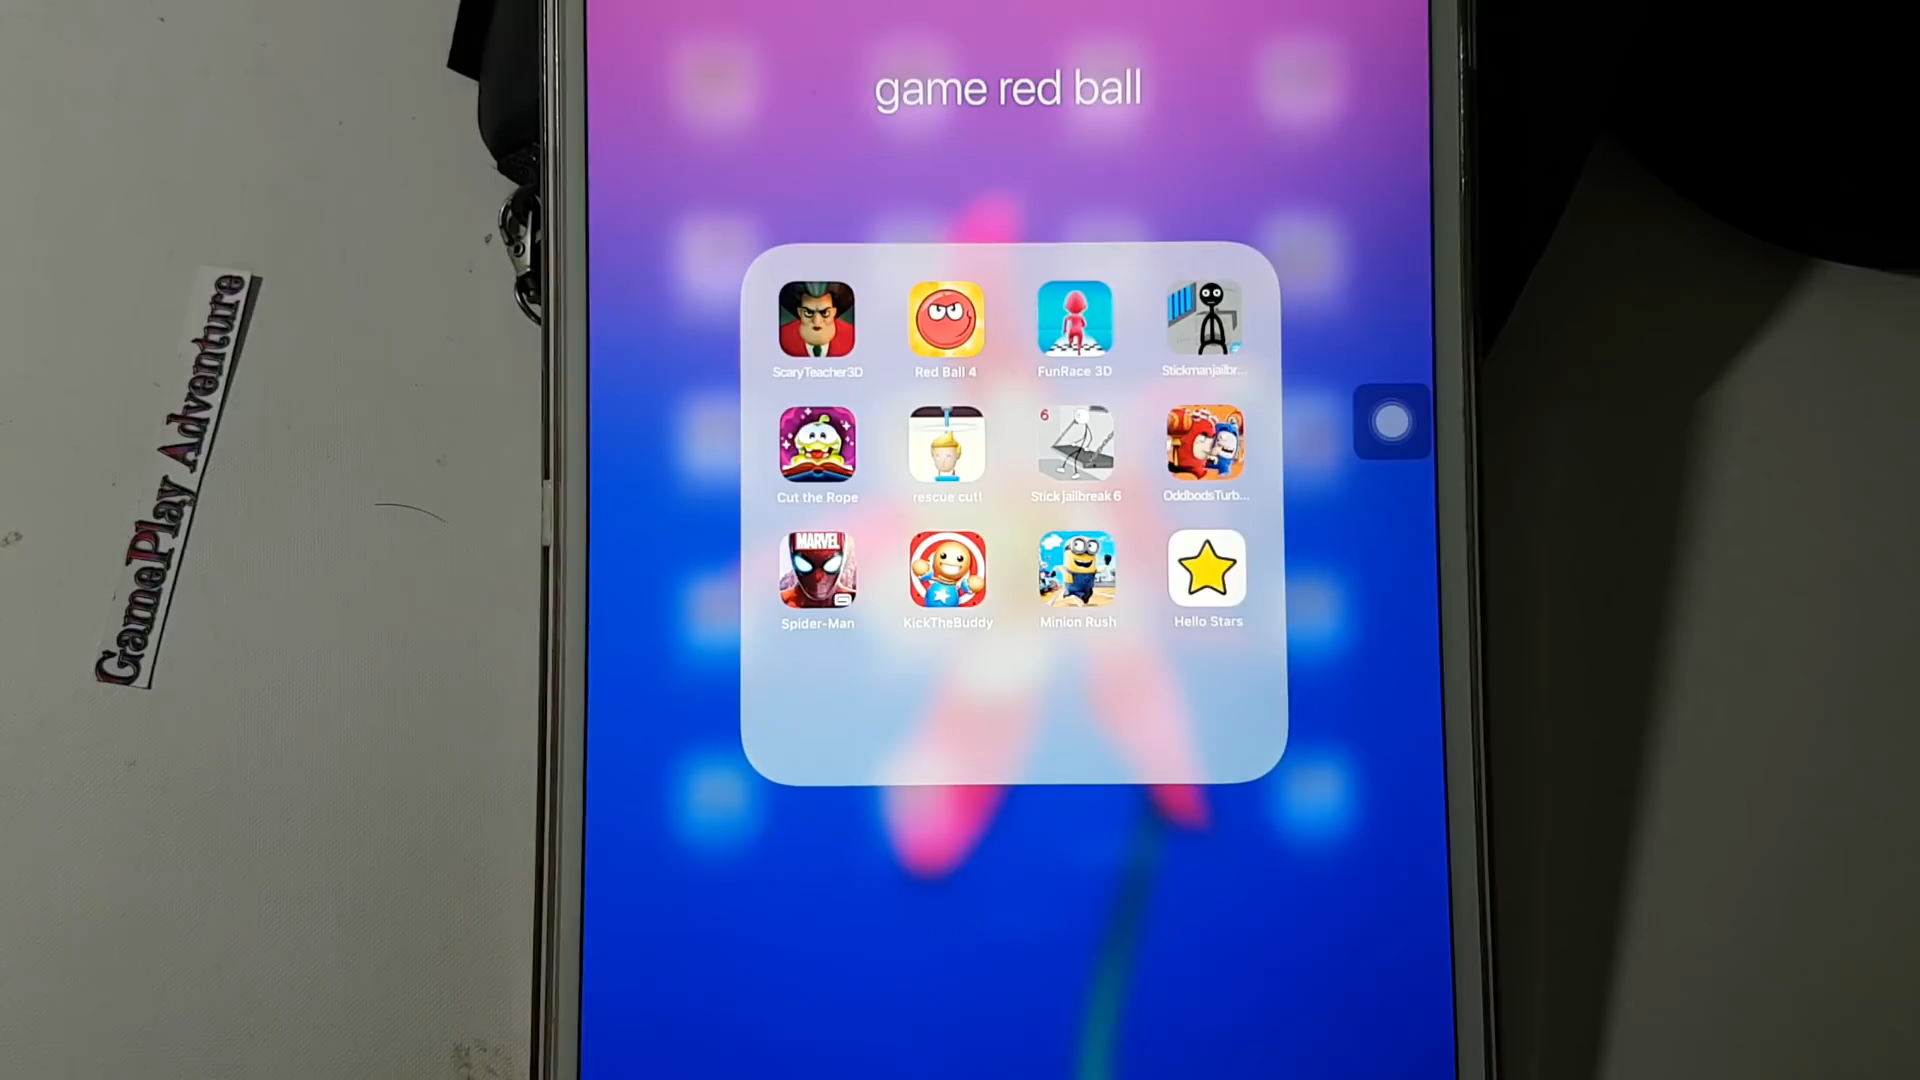 game red ball
ScaryTeacher3D
Red Ball 4
FunRace 3D
Stickmanjailbr...
Cut the Rope
rescue cut!
6
Stick jailbreak 6
OddbodsTurb...
MARVEL
Spider-Man
KickTheBuddy
Minion Rush
Hello Stars
GamePlay Adventure